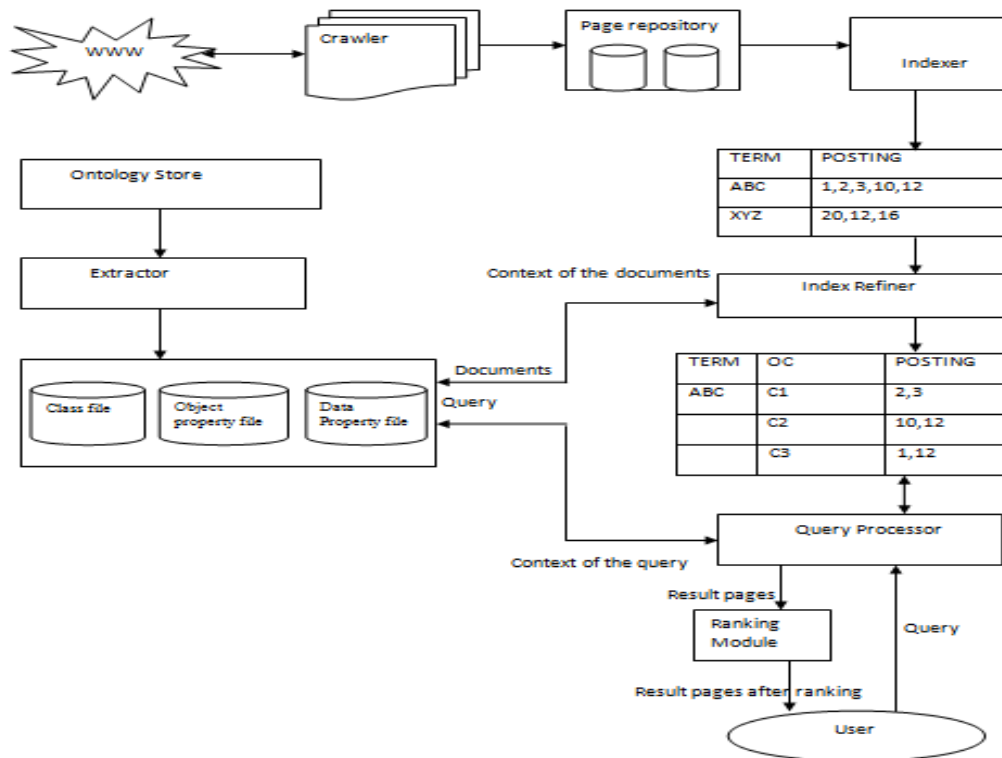 WWW
Crawler
Page repository
Indexer
TERM POSTING
ABC 1,2,3,10,12
XYZ 20,12,16
Ontology Store
Extractor
Context of the documents
Index Refiner
TERM OC POSTING
ABC C1 2,3
C2 10,12
C3 1,12
Documents
Query
Class file
Object
property file
Data
Property file
Query Processor
Context of the query
Result pages
Ranking
Module
Query
Result pages after ranking
User